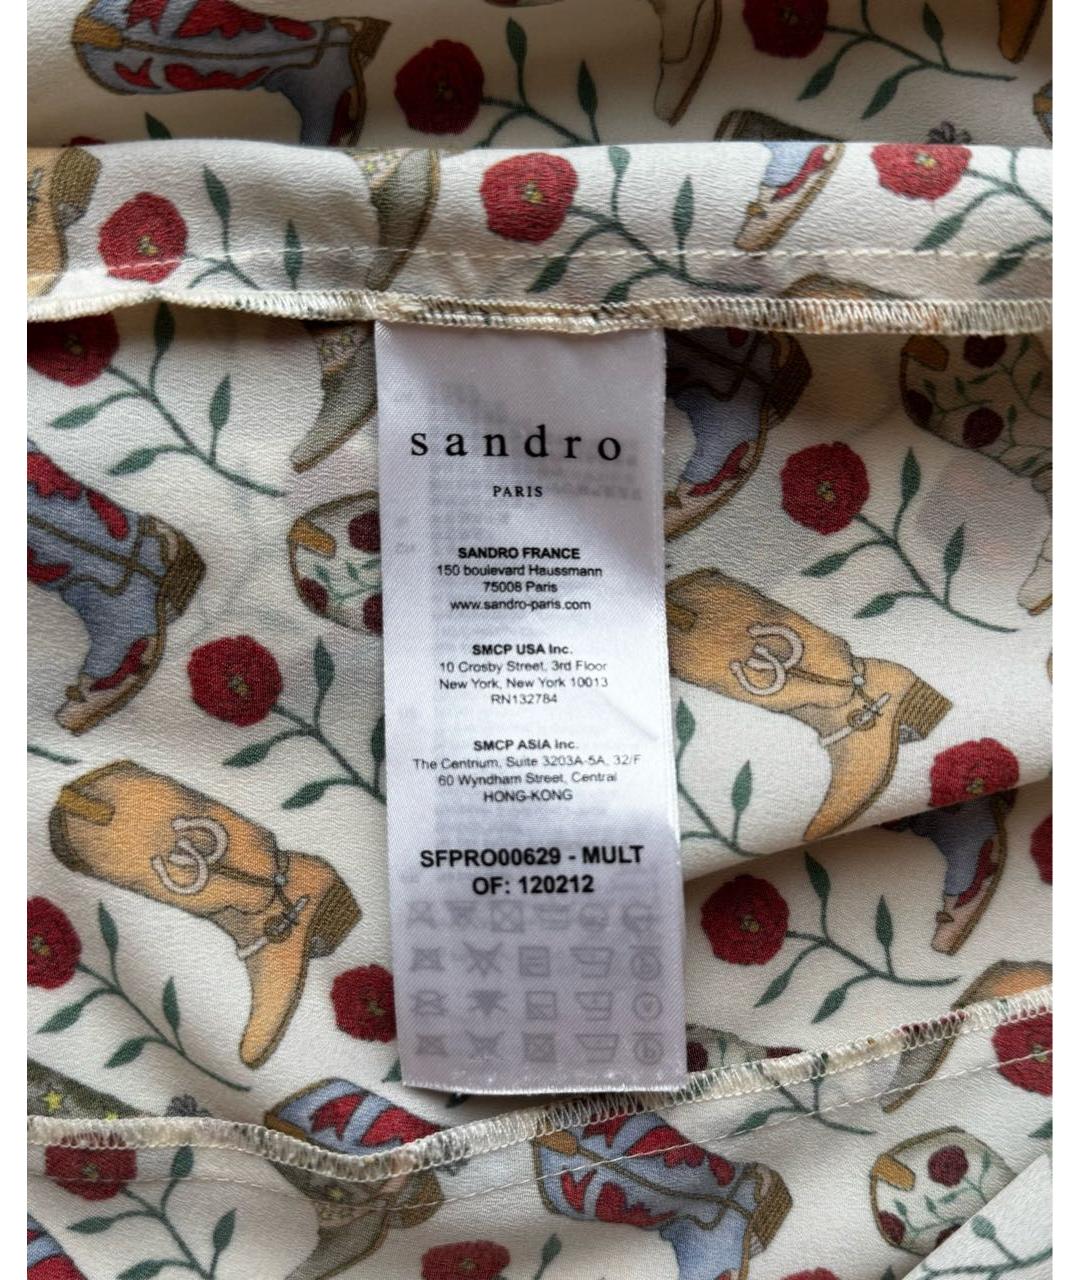 sandro
PARIS
SANDRO FRANCE
150 boulevard Haussmann
75008 Paris
www.sandro-paris.com
SMCP USA Inc.
10 Crosby Street, 3rd Floor
New York, New York 10013
RN132784
SMCP ASIA Inc.
The Centrium, Suite 3203A-5A, 32/F
60 Wyndham Street, Central
HONG-KONG
SFPRO00629 - MULT
OF: 120212